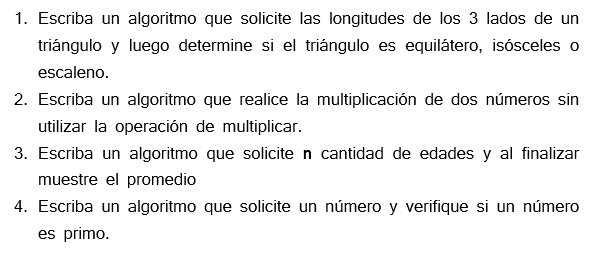 1. Escriba un algoritmo que solicite las longitudes de los 3 lados de un
triángulo y luego determine si el triángulo es equilátero, isósceles o
escaleno.
2. Escriba un algoritmo que realice la multiplicación de dos números sin
utilizar la operación de multiplicar.
3. Escriba un algoritmo que solicite n cantidad de edades y al finalizar
muestre el promedio
4. Escriba un algoritmo que solicite un número y verifique si un número
es primo.